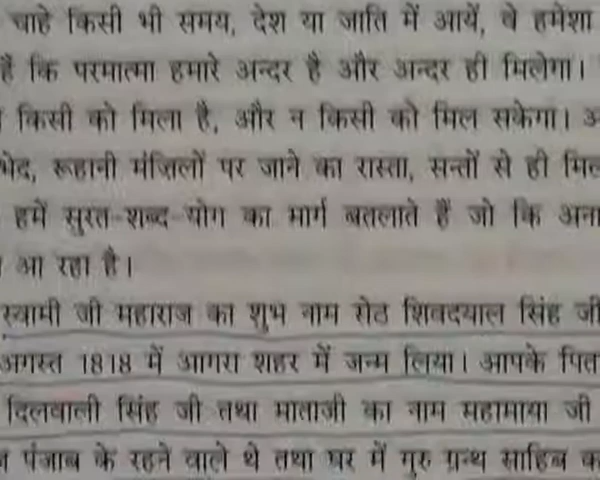 चाहे किसी भी समय, देश या जाति में आयें, वे हमेशा
है कि परमात्मा हमारे अन्दर है और अन्दर ही मिलेगा।
किसी को मिला है, और न किसी को मिल सकेगा।
भेद, रूहानी मंज़िलों पर जाने का रास्ता, सन्तों से ही मिल
हमें सुरत-शब्द-योग का मार्ग बतलाते हैं जो कि अना
आ रहा है।
स्वामी जी महाराज का शुभ नाम सेठ शिवदयाल सिंह जी
अगस्त 1818 में आगरा शहर में जन्म लिया। आपके पित
दिलवाली सिंह जी तथा माताजी का नाम महामाया जी
पंजाब के रहने वाले थे तथा घर में गुरु ग्रन्थ साहिब क